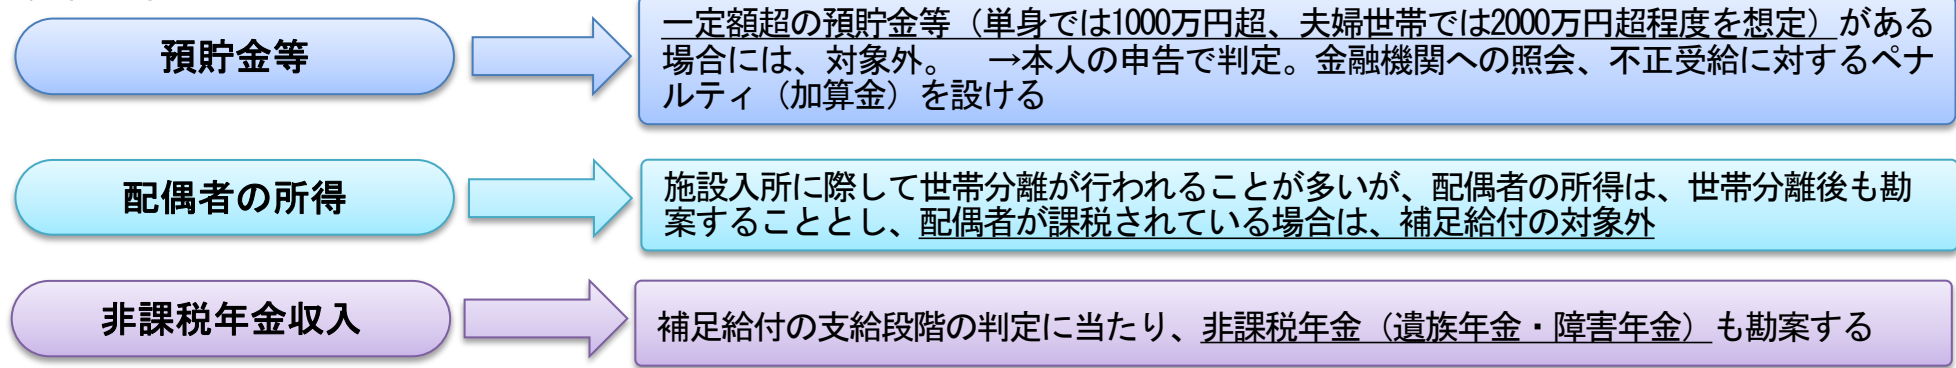 預貯金等
一定額超の預貯金等（単身では1000万円超、夫婦世帯では2000万円超程度を想定）がある
場合には、対象外。　→本人の申告で判定。金融機関への照会、不正受給に対するペナ
ルティ（加算金）を設ける
配偶者の所得
施設入所に際して世帯分離が行われることが多いが、配偶者の所得は、世帯分離後も勘
案することとし、配偶者が課税されている場合は、補足給付の対象外
非課税年金収入
補足給付の支給段階の判定に当たり、非課税年金（遺族年金・障害年金）も勘案する